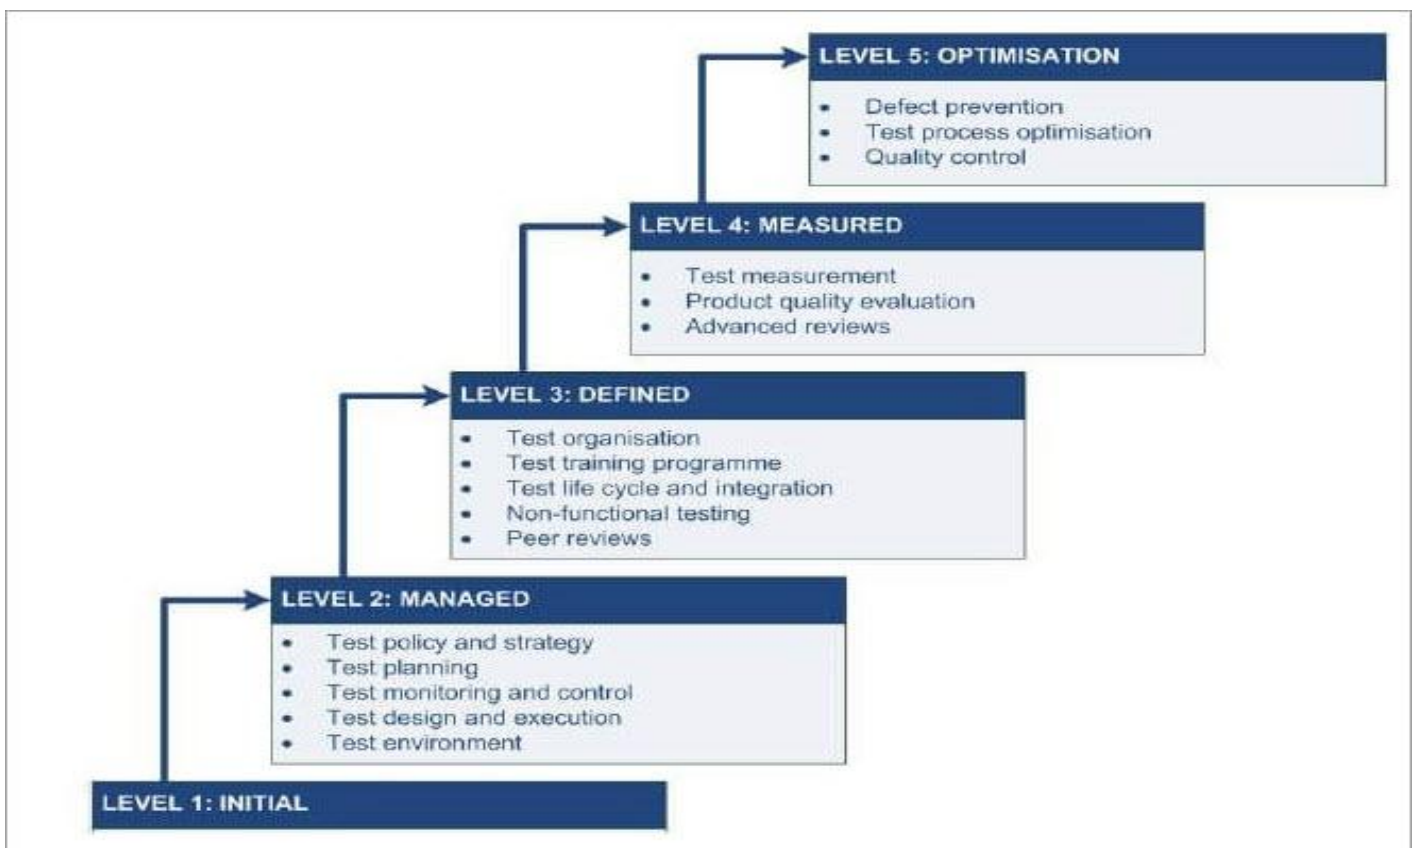 LEVEL 5: OPTIMISATION
• Defect prevention
• Test process optimisation
• Quality control
LEVEL 4: MEASURED
• Test measurement
• Product quality evaluation
• Advanced reviews
LEVEL 3: DEFINED
• Test organisation
• Test training programme
• Test life cycle and integration
• Non-functional testing
• Peer reviews
LEVEL 2: MANAGED
• Test policy and strategy
• Test planning
• Test monitoring and control
• Test design and execution
• Test environment
LEVEL 1: INITIAL